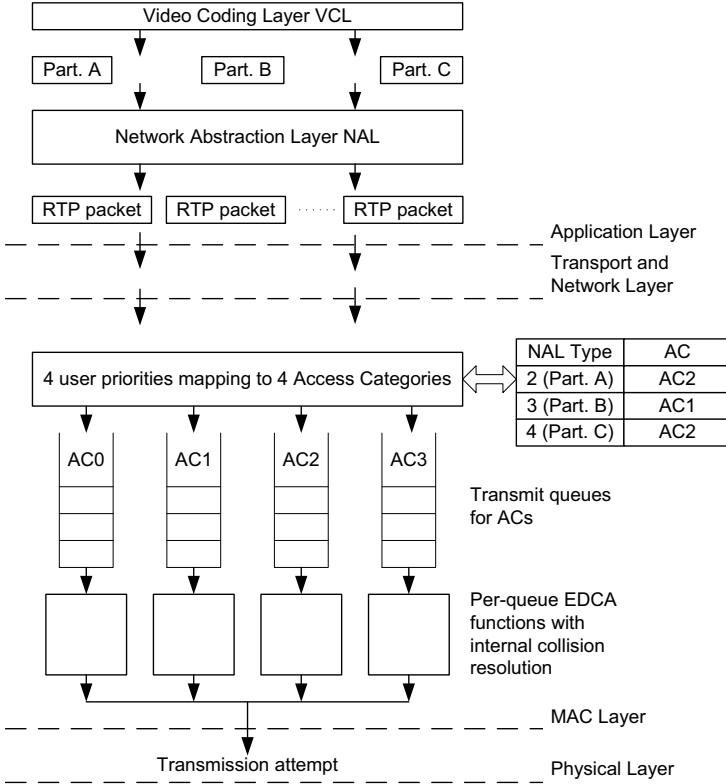 Video Coding Layer VCL
Part. A
Part. B
Part. C
Network Abstraction Layer NAL
RTP packet
RTP packet
RTP packet
Application Layer
Transport and
Network Layer
4 user priorities mapping to 4 Access Categories
NAL Type
AC
2 (Part. A)
AC2
3 (Part. B)
AC1
4 (Part. C)
AC2
AC0
AC1
AC2
AC3
Transmit queues
for ACs
Per-queue EDCA
functions with
internal collision
resolution
MAC Layer
Transmission attempt
Physical Layer